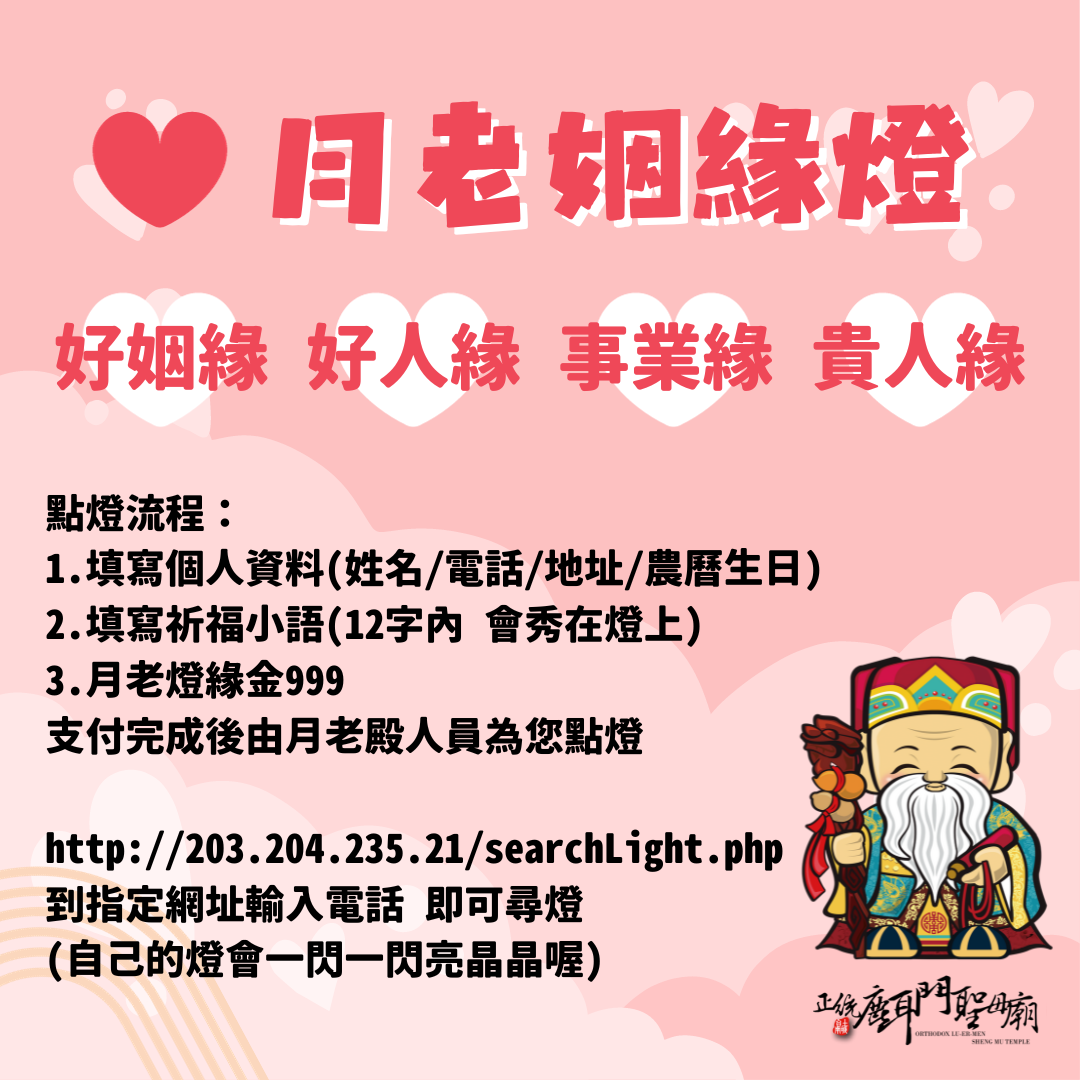 月老姻緣燈
好姻緣 好人緣 事業緣 貴人緣
點燈流程：
1.填寫個人資料(姓名/電話/地址/農曆生日)
2.填寫祈福小語(12字內 會秀在燈上)
3.月老燈緣金999
支付完成後由月老殿人員為您點燈
http://203.204.235.21/searchLight.php
到指定網址輸入電話 即可尋燈
(自己的燈會一閃一閃亮晶晶喔)
正統鹿耳門聖母廟
ORTHODOX LU-ER-MEN
SHENG MU TEMPLE